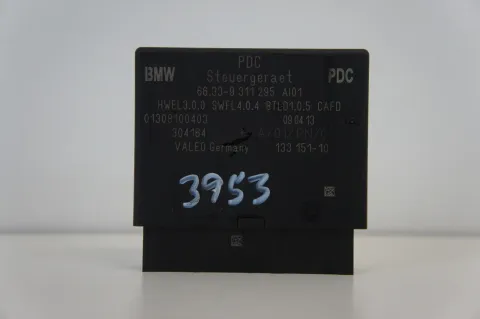 PDC
BMW Steuergeraet PDC
66.33-9 311 295 AI01
HWEL3.0.0 SWFL4.0.4 BTLD1.0.5 CAFD
01309100403 09.04.13
304184
VALEO Germany 133 151-10
3953